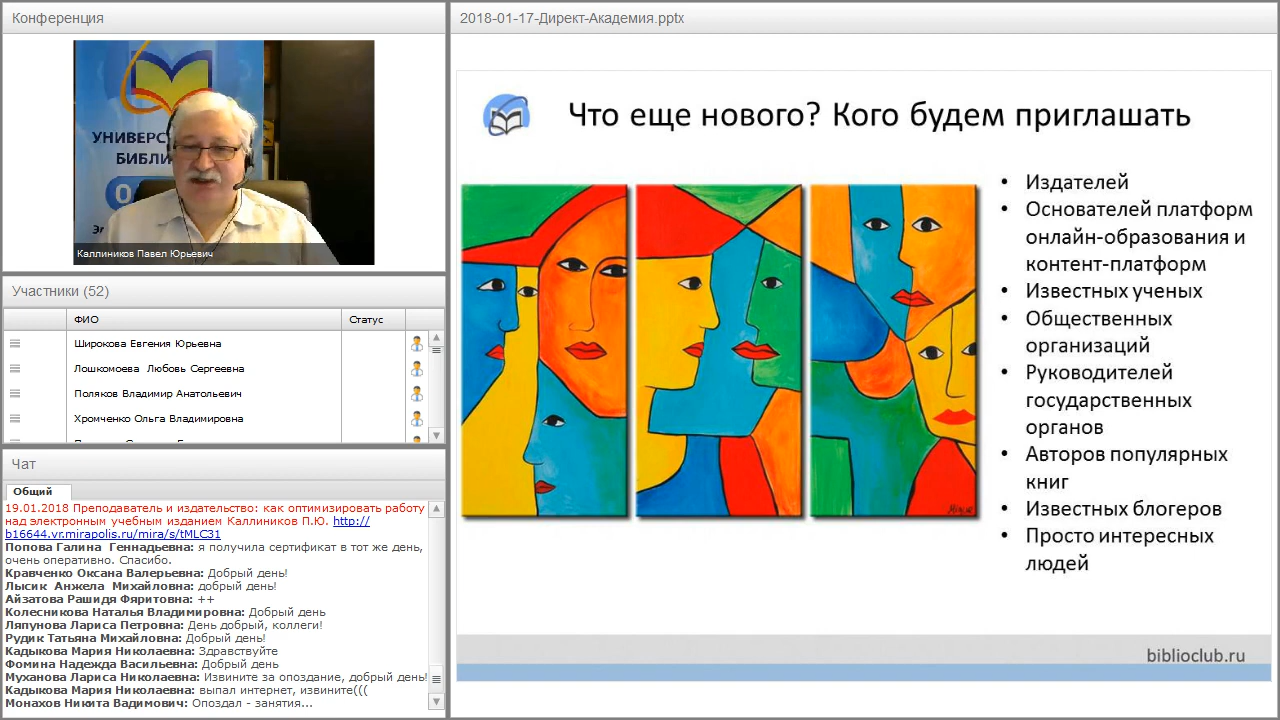 Конференция
УНИВЕРС
БИБЛИ
Каллиников Павел Юрьевич
Участники (52)
ФИО
Статус
Широкова Евгения Юрьевна
Лошкомоева Любовь Сергеевна
Поляков Владимир Анатольевич
Хромченко Ольга Владимировна
Чат
Общий
19.01.2018 Преподаватель и издательство: как оптимизировать работу
над электронным учебным изданием Каллиников П.Ю. http://
b16644.vr.mirapolis.ru/mira/s/tMLC31
Попова Галина Геннадьевна: я получила сертификат в тот же день,
очень оперативно. Спасибо.
Кравченко Оксана Валерьевна: Добрый день!
Лысик Анжела Михайловна: добрый день!
Айзатова Рашидя Фяритовна: ++
Колесникова Наталья Владимировна: Добрый день
Ляпунова Лариса Петровна: День добрый, коллеги!
Рудик Татьяна Михайловна: Добрый день!
Кадыкова Мария Николаевна: Здравствуйте
Фомина Надежда Васильевна: Добрый день
Муханова Лариса Николаевна: Извините за опоздание, добрый день!
Кадыкова Мария Николаевна: выпал интернет, извините(((
Монахов Никита Вадимович: Опоздал - занятия...
2018-01-17-Директ-Академия.pptx
Что еще нового? Кого будем приглашать
• Издателей
• Основателей платформ
онлайн-образования и
контент-платформ
• Известных ученых
• Общественных
организаций
• Руководителей
государственных
органов
• Авторов популярных
книг
• Известных блогеров
• Просто интересных
людей
biblioclub.ru